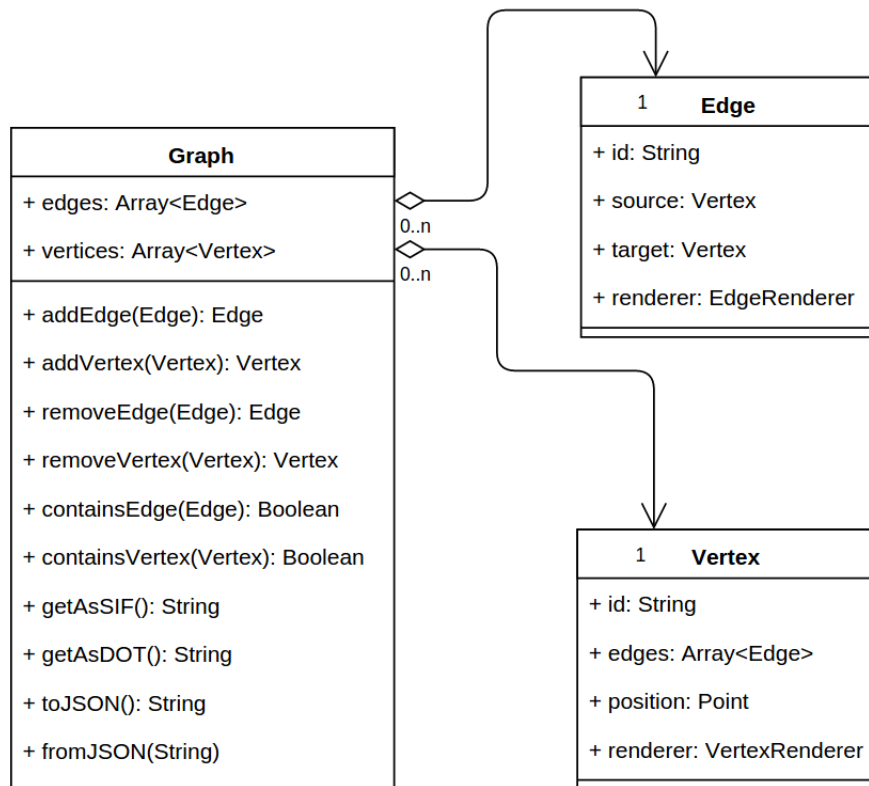 Graph
+ edges: Array<Edge>
+ vertices: Array<Vertex>
+ addEdge(Edge): Edge
+ addVertex(Vertex): Vertex
+ removeEdge(Edge): Edge
+ removeVertex(Vertex): Vertex
+ containsEdge(Edge): Boolean
+ containsVertex(Vertex): Boolean
+ getAsSIF(): String
+ getAsDOT(): String
+ toJSON(): String
+ fromJSON(String)
0..n
0..n
1 Edge
+ id: String
+ source: Vertex
+ target: Vertex
+ renderer: EdgeRenderer
1 Vertex
+ id: String
+ edges: Array<Edge>
+ position: Point
+ renderer: VertexRenderer